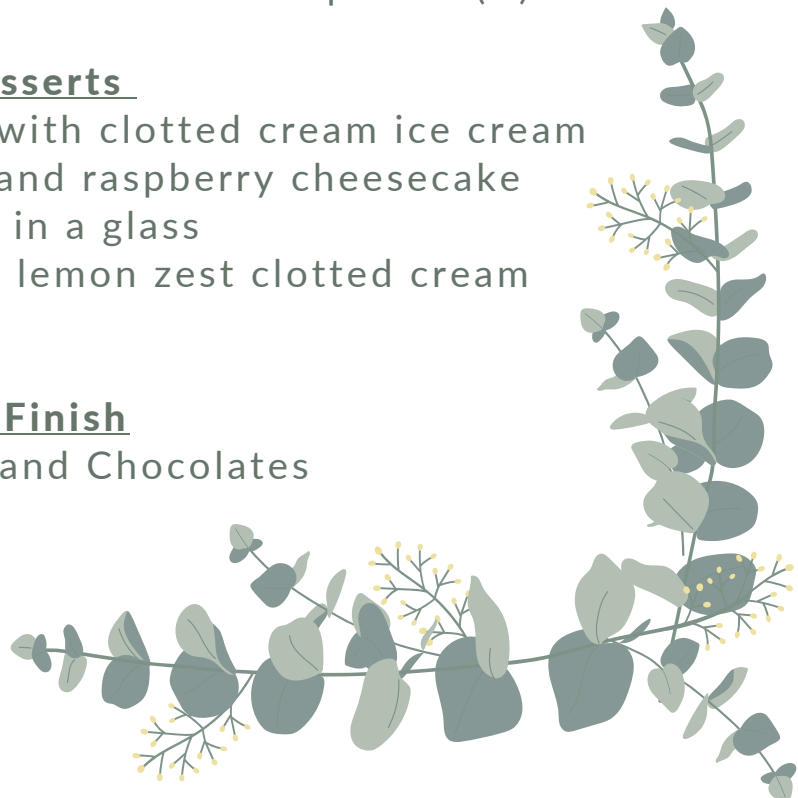 sserts
with clotted cream ice cream
and raspberry cheesecake
in a glass
lemon zest clotted cream
Finish
and Chocolates